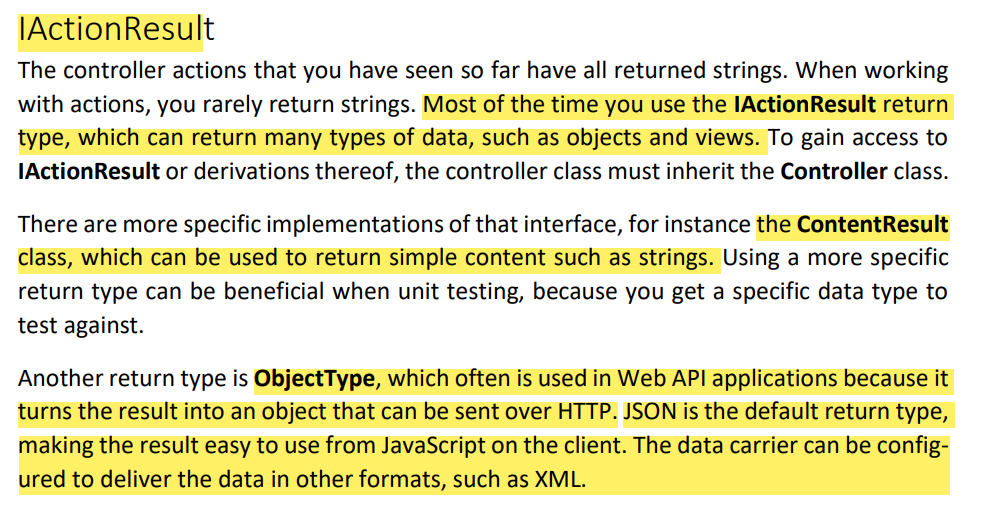 IActionResult
The controller actions that you have seen so far have all returned strings. When working
with actions, you rarely return strings. Most of the time you use the IActionResult return
type, which can return many types of data, such as objects and views. To gain access to
IActionResult or derivations thereof, the controller class must inherit the Controller class.
There are more specific implementations of that interface, for instance the ContentResult
class, which can be used to return simple content such as strings. Using a more specific
return type can be beneficial when unit testing, because you get a specific data type to
test against.
Another return type is ObjectType, which often is used in Web API applications because it
turns the result into an object that can be sent over HTTP. JSON is the default return type,
making the result easy to use from JavaScript on the client. The data carrier can be config-
ured to deliver the data in other formats, such as XML.